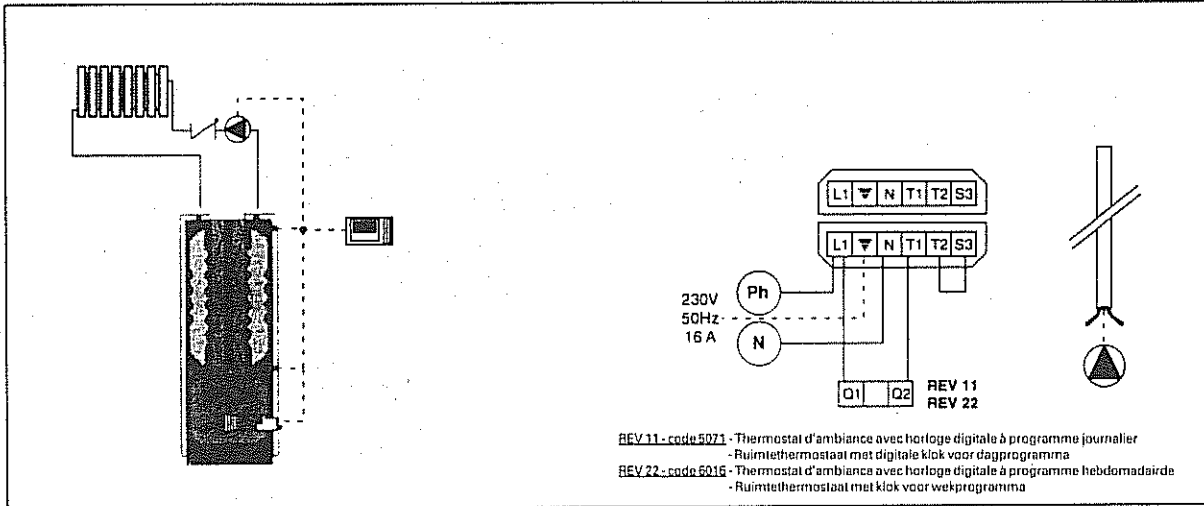 L1 N T1 T2 S3
L1 N T1 T2 S3
Ph
230V
50Hz
16 A
N
Q1 Q2
REV 11
REV 22
REV 11 - code 5071 - Thermostat d'ambiance avec horloge digitale à programme journalier
- Ruimtethermostaat met digitale klok voor dagprogramma
REV 22 - code 6016 - Thermostat d'ambiance avec horloge digitale à programme hebdomadairde
- Ruimtethermostaat met klok voor wekprogramma